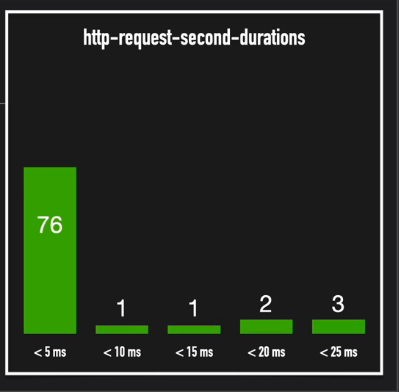 http-request-second-durations
76
1
1
2
3
< 5 ms
< 10 ms
< 15 ms
< 20 ms
< 25 ms